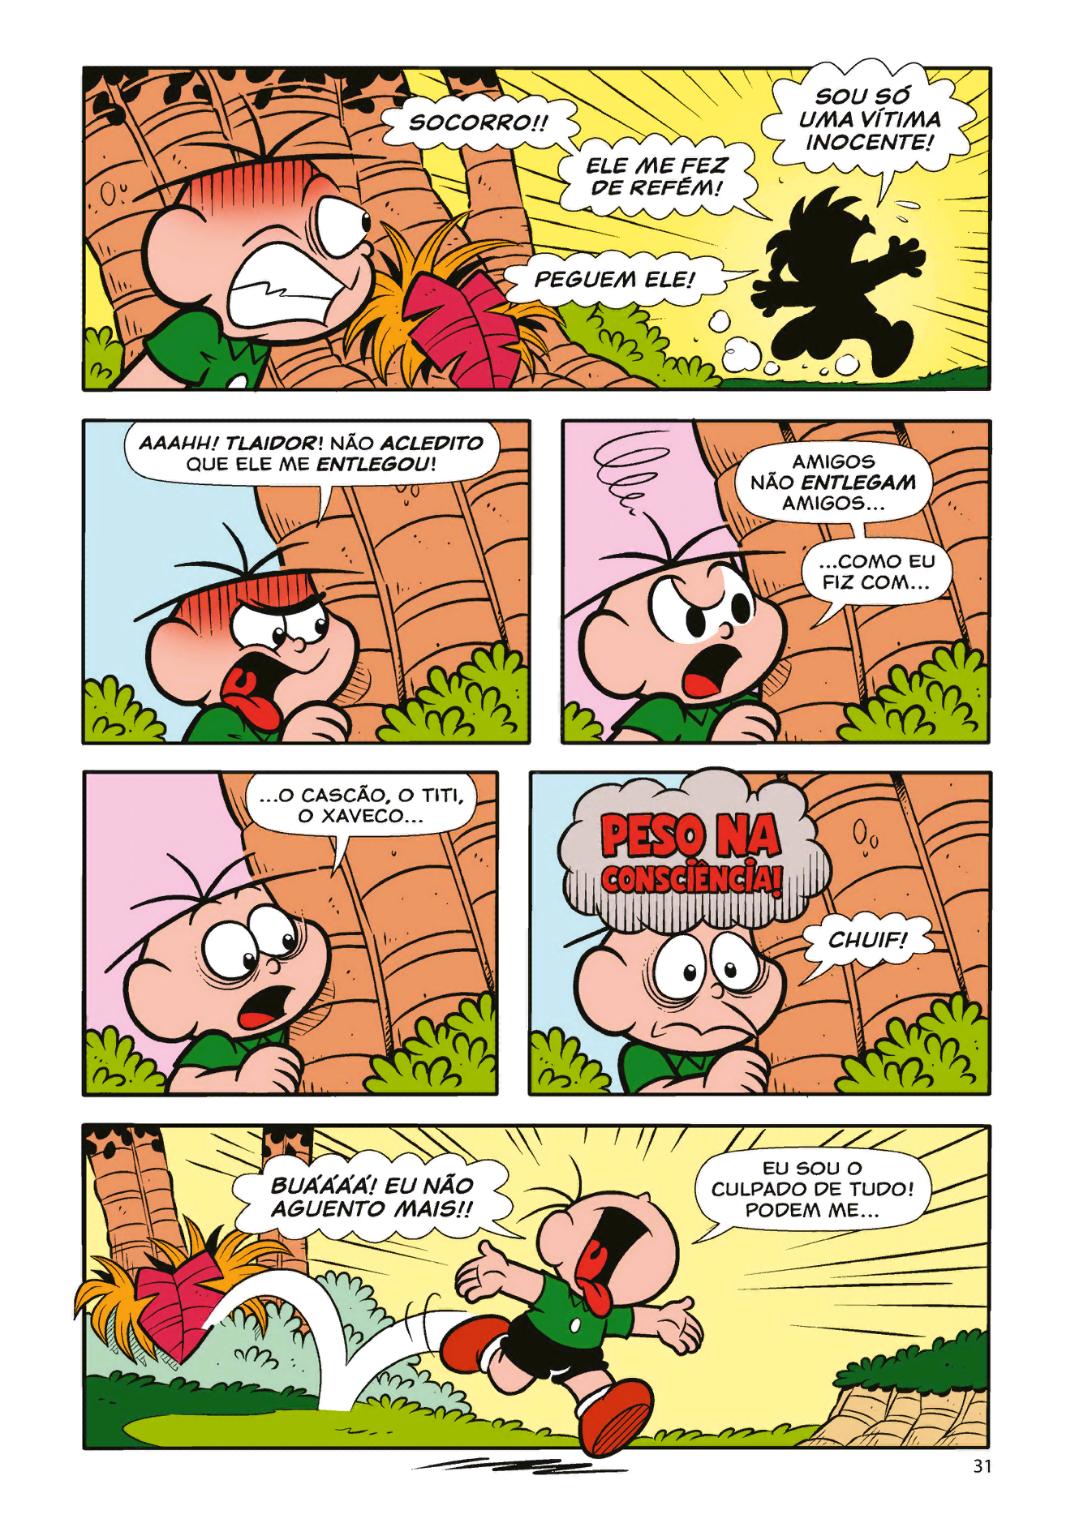 SOCORRO!!
ELE ME FEZ
DE REFÉM!
SOU SÓ
UMA VÍTIMA
INOCENTE!
PEGUEM ELE!
AAAHH! TLAIDOR! NÃO ACLEDITO
QUE ELE ME ENTLEGOU!
AMIGOS
NÃO ENTLEGAM
AMIGOS...
...COMO EU
FIZ COM...
...O CASCÃO, O TITI,
O XAVECO...
PESO NA
CONSCIÊNCIA!
CHUIF!
BUÁÁÁÁ! EU NÃO
AGUENTO MAIS!!
EU SOU O
CULPADO DE TUDO!
PODEM ME...
31